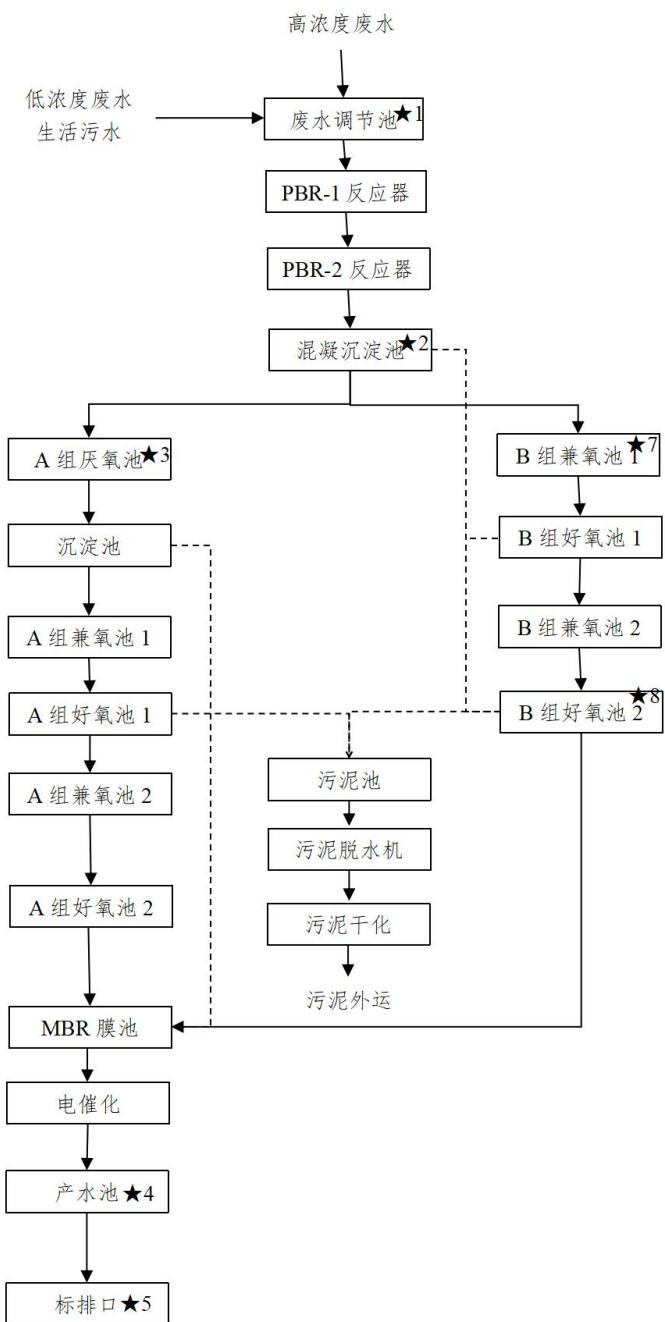 高浓度废水
低浓度废水
生活污水
废水调节池★1
PBR-1 反应器
PBR-2 反应器
混凝沉淀池★2
A 组厌氧池★3
B 组兼氧池 1★7
沉淀池
B 组好氧池 1
A 组兼氧池 1
B 组兼氧池 2
A 组好氧池 1
B 组好氧池 2★8
A 组兼氧池 2
污泥池
污泥脱水机
A 组好氧池 2
污泥干化
污泥外运
MBR 膜池
电催化
产水池★4
标排口★5